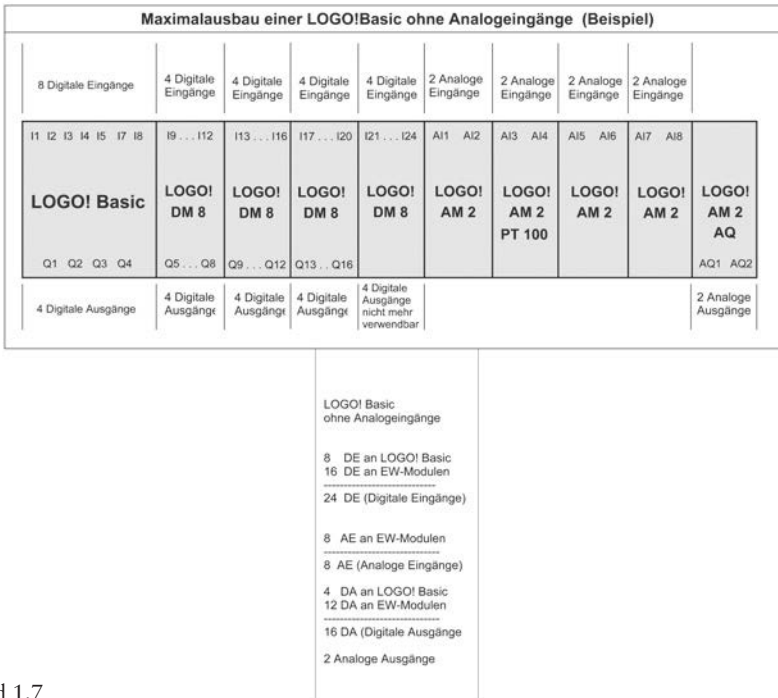 Maximalausbau einer LOGO!Basic ohne Analogeingänge (Beispiel)
8 Digitale Eingänge
4 Digitale
Eingänge
4 Digitale
Eingänge
4 Digitale
Eingänge
4 Digitale
Eingänge
2 Analoge
Eingänge
2 Analoge
Eingänge
2 Analoge
Eingänge
2 Analoge
Eingänge
I1 I2 I3 I4 I5 I7 I8
I9 . . . I12
I13 . . . I16
I17 . . . I20
I21 . . . I24
AI1 AI2
AI3 AI4
AI5 AI6
AI7 AI8
LOGO! Basic
LOGO!
DM 8
LOGO!
DM 8
LOGO!
DM 8
LOGO!
DM 8
LOGO!
AM 2
LOGO!
AM 2
PT 100
LOGO!
AM 2
LOGO!
AM 2
LOGO!
AM 2
AQ
Q1 Q2 Q3 Q4
Q5 . . . Q8
Q9 . . . Q12
Q13 . . Q16
AQ1 AQ2
4 Digitale Ausgänge
4 Digitale
Ausgänge
4 Digitale
Ausgänge
4 Digitale
Ausgänge
4 Digitale
Ausgänge
nicht mehr
verwendbar
2 Analoge
Ausgänge
LOGO! Basic
ohne Analogeingänge
8 DE an LOGO! Basic
16 DE an EW-Modulen
----------------------------
24 DE (Digitale Eingänge)
8 AE an EW-Modulen
-----------------------------
8 AE (Analoge Eingänge)
4 DA an LOGO! Basic
12 DA an EW-Modulen
-----------------------------
16 DA (Digitale Ausgänge
2 Analoge Ausgänge
1.7